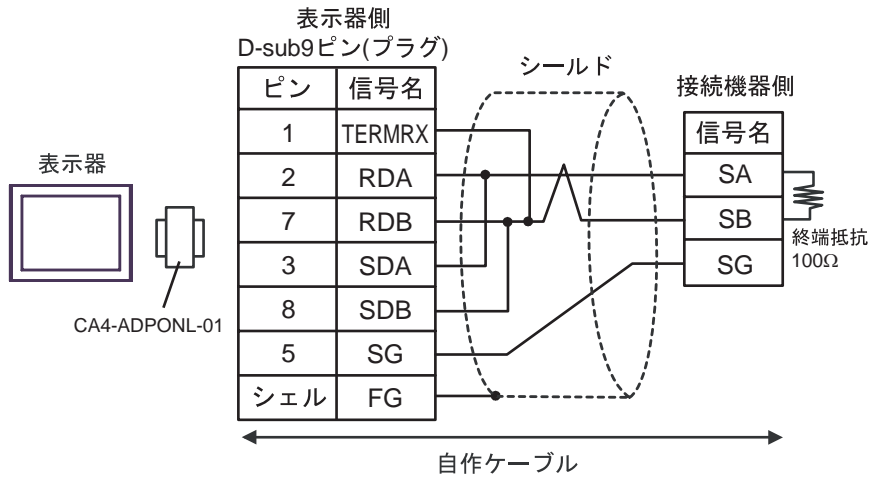 表示器側
D-sub9ピン(プラグ)
シールド
接続機器側
ピン 信号名
信号名
1 TERMRX
表示器
2 RDA
SA
7 RDB
SB
終端抵抗
100Ω
3 SDA
SG
8 SDB
CA4-ADPONL-01
5 SG
シェル FG
自作ケーブル